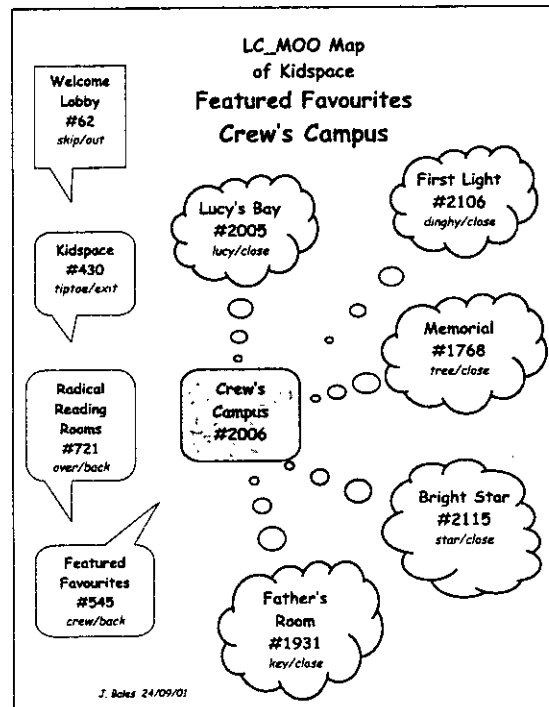 LC_MOO Map
of Kidspace
Featured Favourites
Crew's Campus
Welcome
Lobby
#62
skip/out
Kidspace
#430
tiptoe/exit
Radical
Reading
Rooms
#721
over/back
Featured
Favourites
#545
crew/back
Lucy's Bay
#2005
lucy/close
First Light
#2106
dinghy/close
Memorial
#1768
tree/close
Crew's
Campus
#2006
Bright Star
#2115
star/close
Father's
Room
#1931
key/close
J. Bales 24/09/01